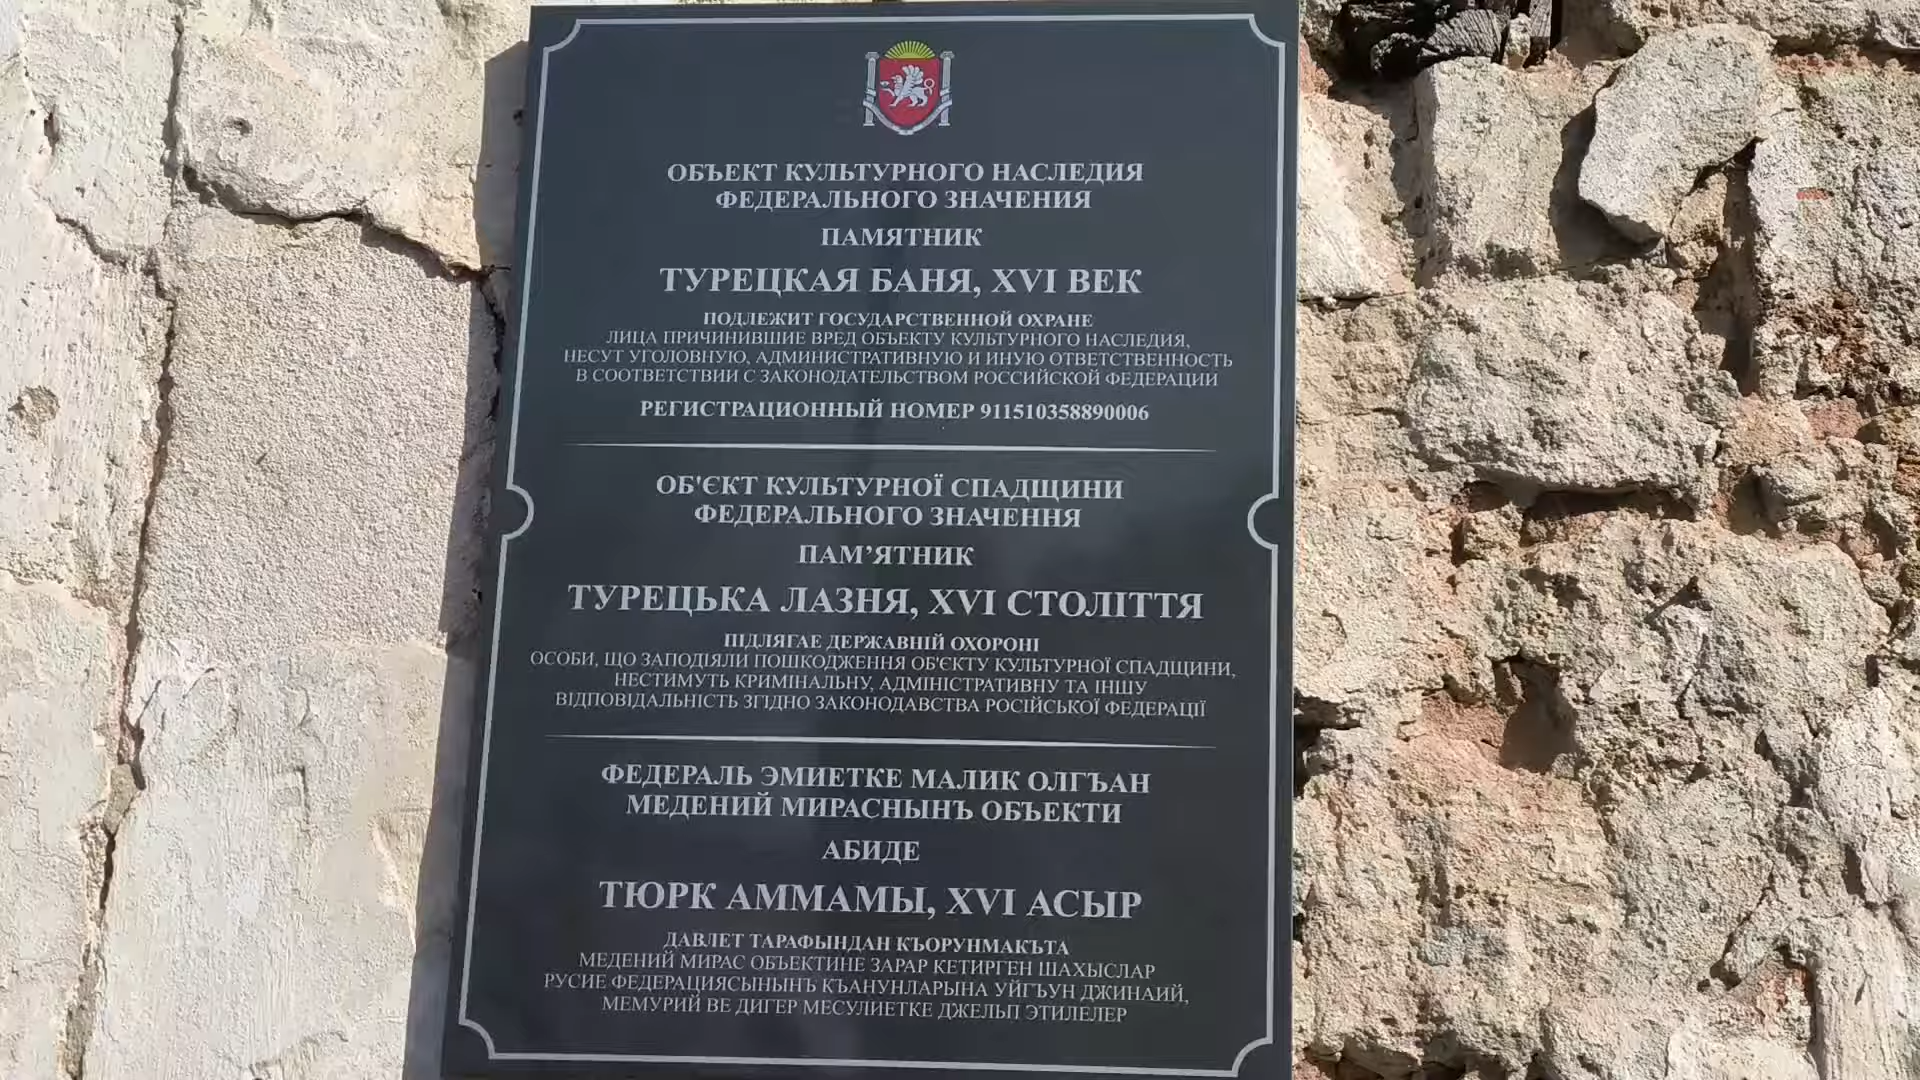 ОБЪЕКТ КУЛЬТУРНОГО НАСЛЕДИЯ
ФЕДЕРАЛЬНОГО ЗНАЧЕНИЯ
ПАМЯТНИК
ТУРЕЦКАЯ БАНЯ, XVI ВЕК
ПОДЛЕЖИТ ГОСУДАРСТВЕННОЙ ОХРАНЕ
ЛИЦА ПРИЧИНИВШИЕ ВРЕД ОБЪЕКТУ КУЛЬТУРНОГО НАСЛЕДИЯ,
НЕСУТ УГОЛОВНУЮ, АДМИНИСТРАТИВНУЮ И ИНУЮ ОТВЕТСТВЕННОСТЬ
В СООТВЕТСТВИИ С ЗАКОНОДАТЕЛЬСТВОМ РОССИЙСКОЙ ФЕДЕРАЦИИ
РЕГИСТРАЦИОННЫЙ НОМЕР 911510358890006
ОБ'ЄКТ КУЛЬТУРНОЇ СПАДЩИНИ
ФЕДЕРАЛЬНОГО ЗНАЧЕННЯ
ПАМ’ЯТНИК
ТУРЕЦЬКА ЛАЗНЯ, XVI СТОЛІТТЯ
ПІДЛЯГАЕ ДЕРЖАВНІЙ ОХОРОНІ
ОСОБИ, ЩО ЗАПОДІЯЛИ ПОШКОДЖЕННЯ ОБ'ЄКТУ КУЛЬТУРНОЇ СПАДЩИНИ,
НЕСТИМУТЬ КРИМІНАЛЬНУ, АДМІНІСТРАТИВНУ ТА ІНШУ
ВІДПОВІДАЛЬНІСТЬ ЗГІДНО ЗАКОНОДАВСТВА РОСІЙСЬКОЇ ФЕДЕРАЦІЇ
ФЕДЕРАЛЬ ЭМИЕТКЕ МАЛИК ОЛГЪАН
МЕДЕНИЙ МИРАСНЫНЪ ОБЪЕКТИ
АБИДЕ
ТЮРК АММАМЫ, XVI АСЫР
ДАВЛЕТ ТАРАФЫНДАН КЪОРУНМАКЪТА
МЕДЕНИЙ МИРАС ОБЪЕКТИНЕ ЗАРАР КЕТИРГЕН ШАХЫСЛАР
РУСИЕ ФЕДЕРАЦИЯСЫНЫНЪ КЪАНУНЛАРЫНА УЙГЪУН ДЖИНАИЙ,
МЕМУРИЙ ВЕ ДИГЕР МЕСУЛИЕТКЕ ДЖЕЛЬП ЭТИЛЕЛЕР